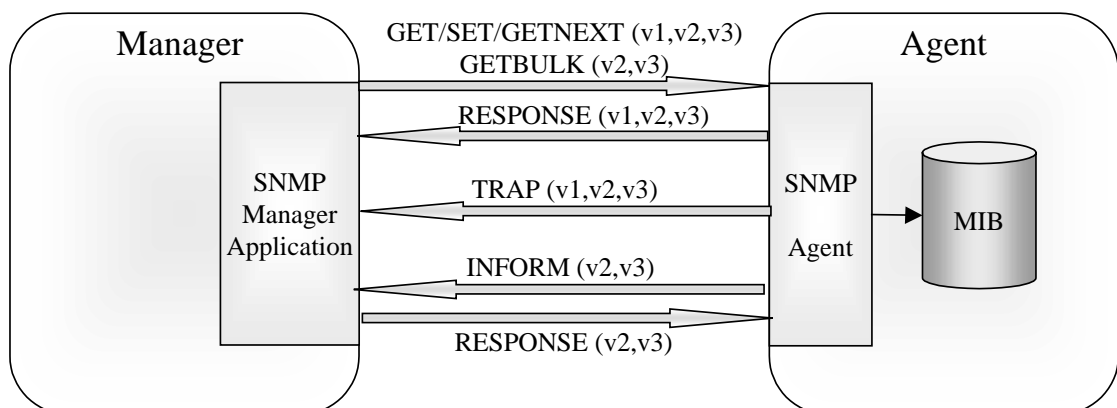 Manager
GET/SET/GETNEXT (v1,v2,v3)
GETBULK (v2,v3)
Agent
RESPONSE (v1,v2,v3)
SNMP
Manager
Application
TRAP (v1,v2,v3)
SNMP
Agent
MIB
INFORM (v2,v3)
RESPONSE (v2,v3)